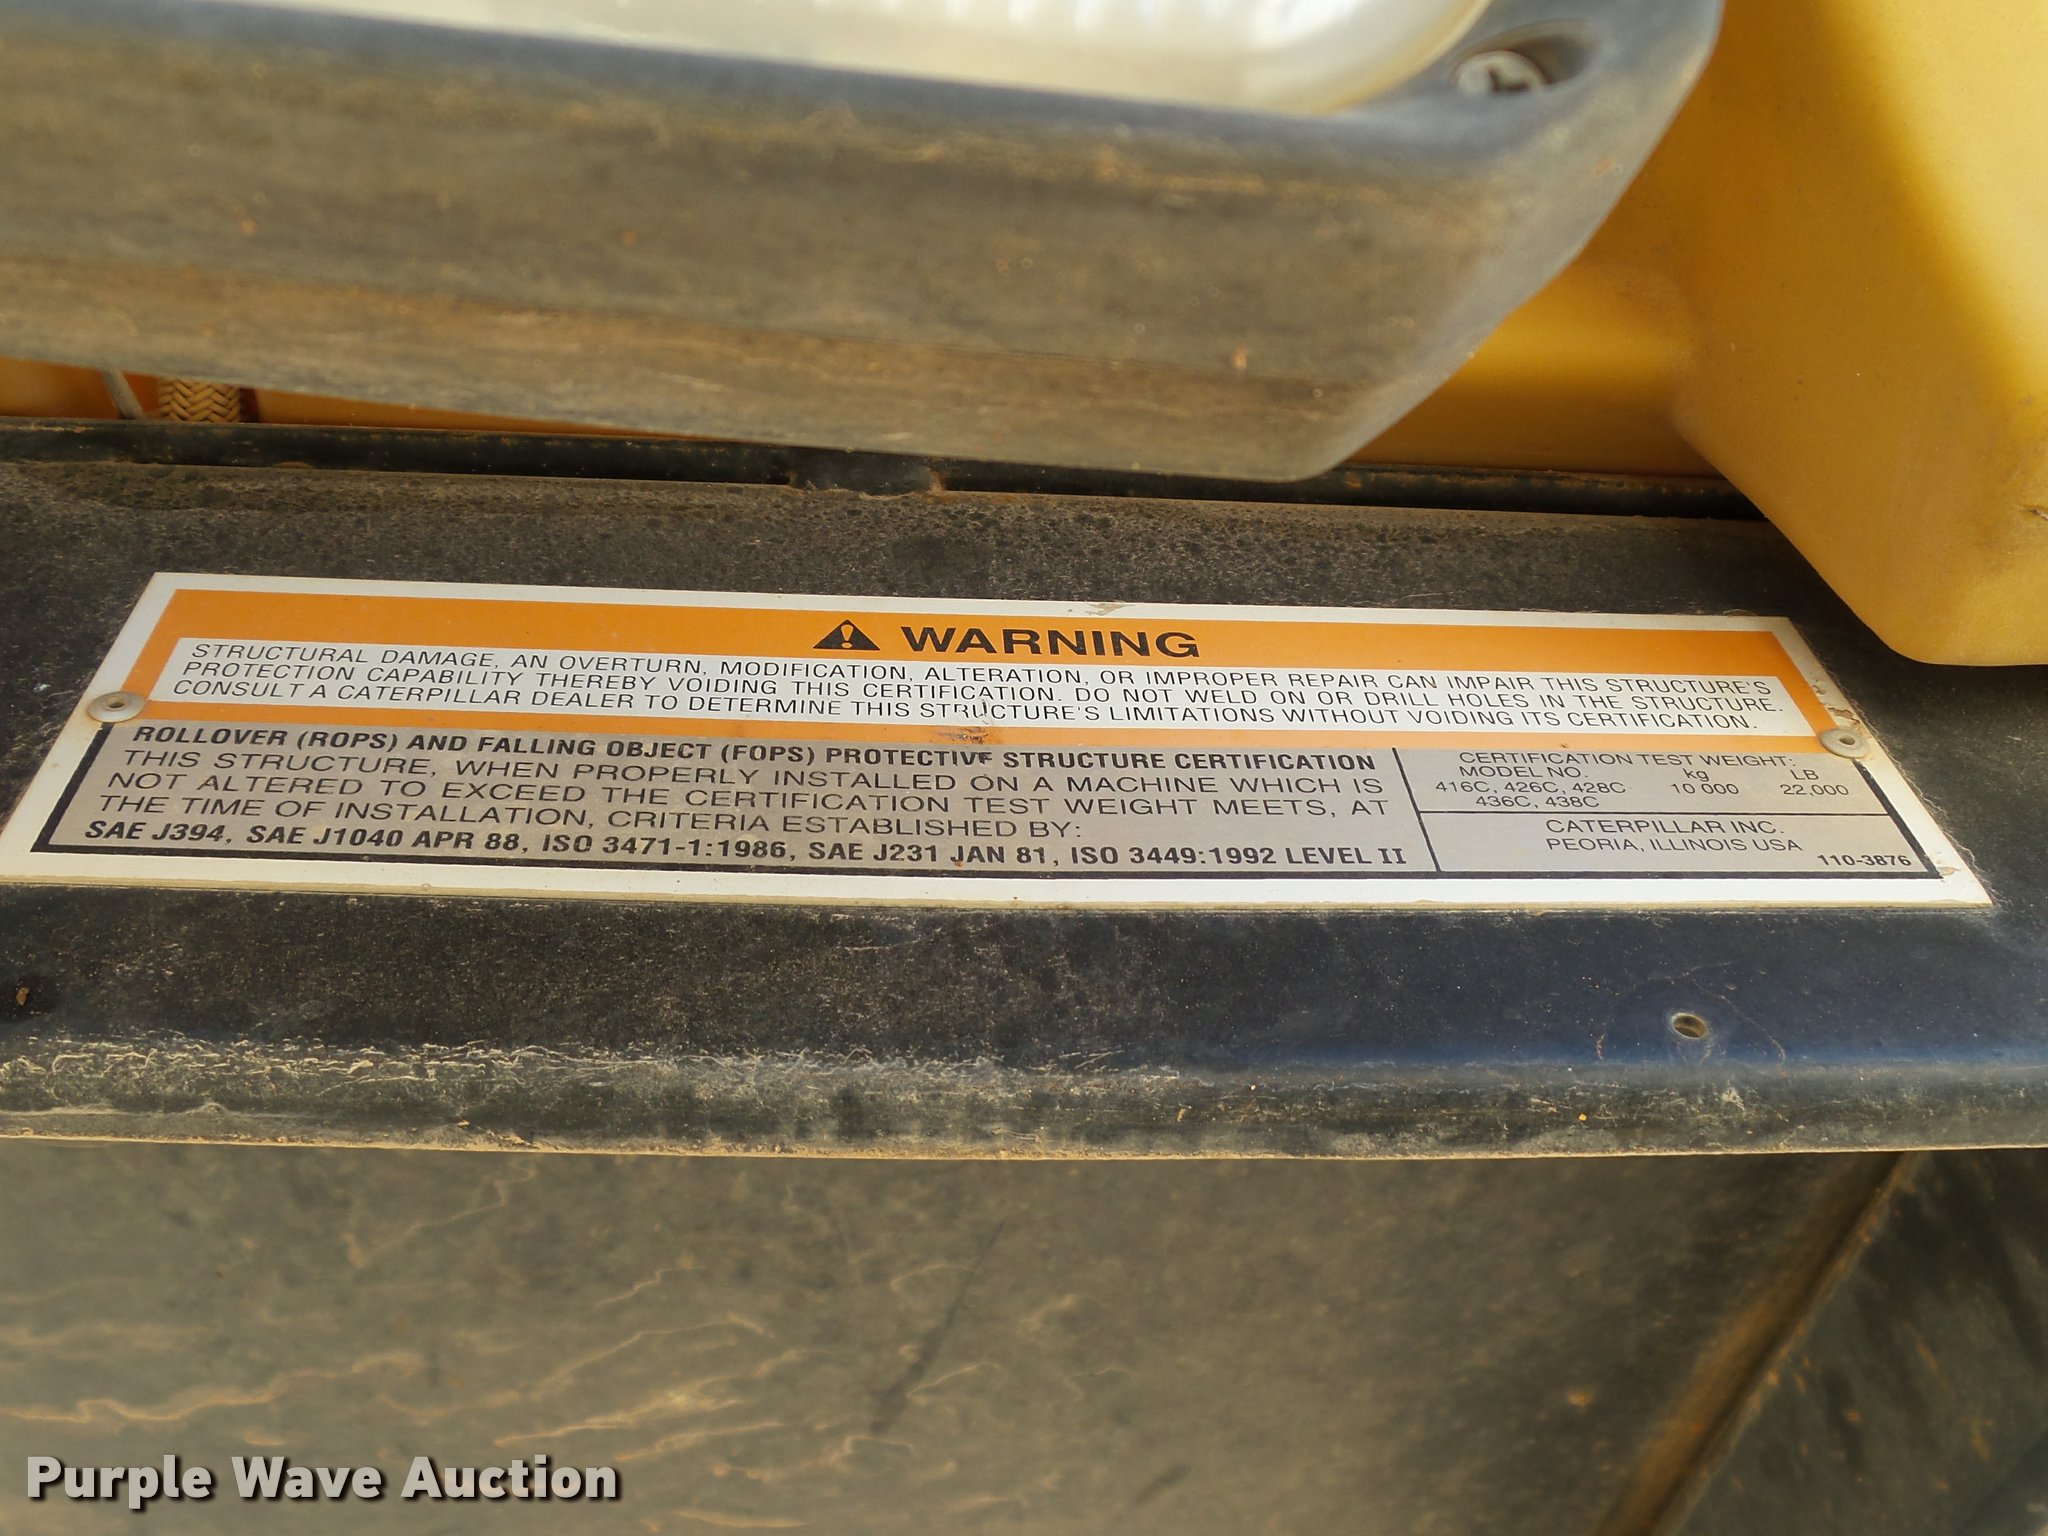 WARNING
STRUCTURAL DAMAGE, AN OVERTURN, MODIFICATION, ALTERATION, OR IMPROPER REPAIR CAN IMPAIR THIS STRUCTURE'S
PROTECTION CAPABILITY THEREBY VOIDING THIS CERTIFICATION. DO NOT WELD ON OR DRILL HOLES IN THE STRUCTURE.
CONSULT A CATERPILLAR DEALER TO DETERMINE THIS STRUCTURE'S LIMITATIONS WITHOUT VOIDING ITS CERTIFICATION.
ROLLOVER (ROPS) AND FALLING OBJECT (FOPS) PROTECTIVE STRUCTURE CERTIFICATION
THIS STRUCTURE, WHEN PROPERLY INSTALLED ON A MACHINE WHICH IS
NOT ALTERED TO EXCEED THE CERTIFICATION TEST WEIGHT MEETS, AT
THE TIME OF INSTALLATION, CRITERIA ESTABLISHED BY:
SAE J394, SAE J1040 APR 88, ISO 3471-1:1986, SAE J231 JAN 81, ISO 3449:1992 LEVEL II
CERTIFICATION TEST WEIGHT:
MODEL NO. kg LB
416C, 426C, 428C 10 000 22,000
436C, 438C
CATERPILLAR INC.
PEORIA, ILLINOIS USA
110-3876
Purple Wave Auction